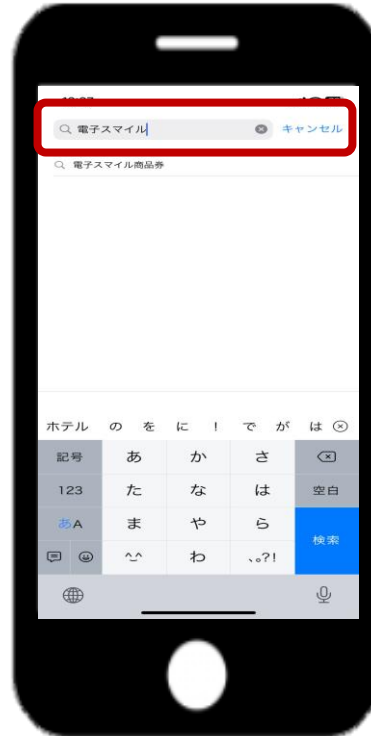 電子スマイル キャンセル
電子スマイル商品券
ホテル の を に ! で が は
記号 あ か さ
123 た な は 空白
あA ま や ら 検索
^_^ わ 、。?!